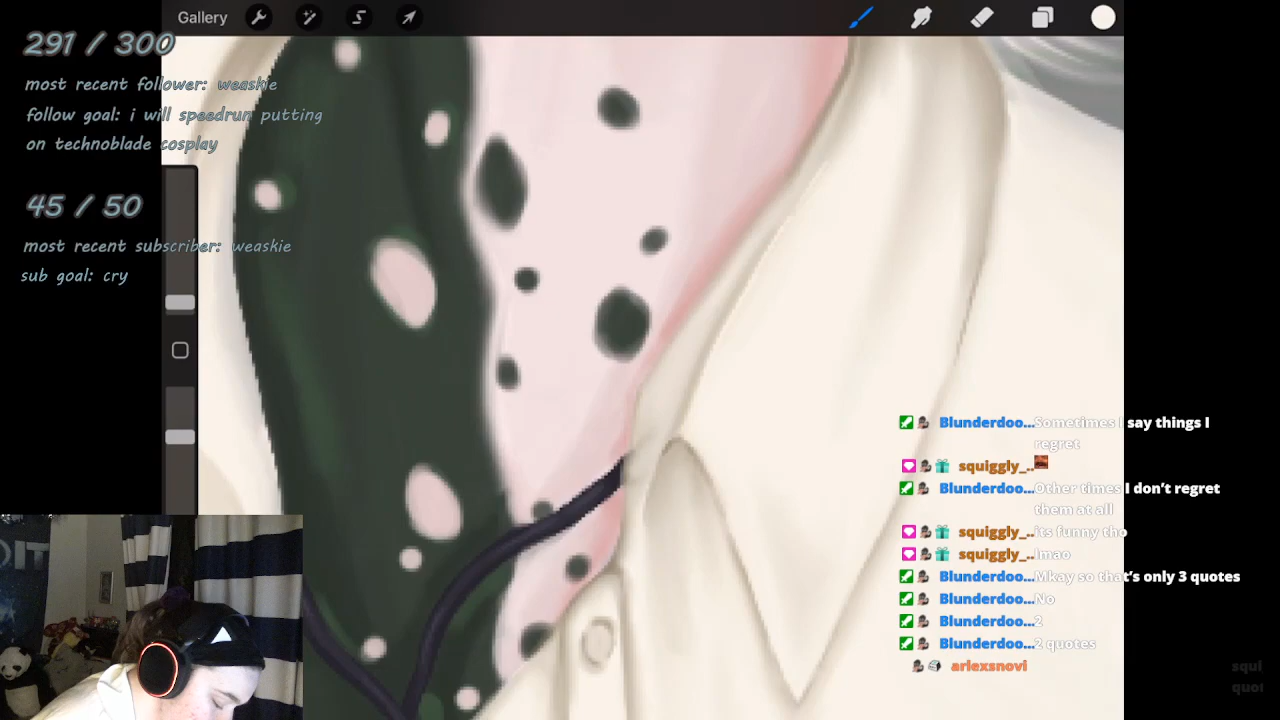 Gallery
291 / 300
most recent follower: weaskie
follow goal: i will speedrun putting
on technoblade cosplay
45 / 50
most recent subscriber: weaskie
sub goal: cry
Blunderdoo... Sometimes I say things I
regret
squiggly_..
Blunderdoo... Other times I don't regret
them at all
squiggly_.. its funny tho
squiggly_.. lmao
Blunderdoo... Mkay so that's only 3 quotes
Blunderdoo... No
Blunderdoo... 2
Blunderdoo... 2 quotes
arlexsnovi
squi